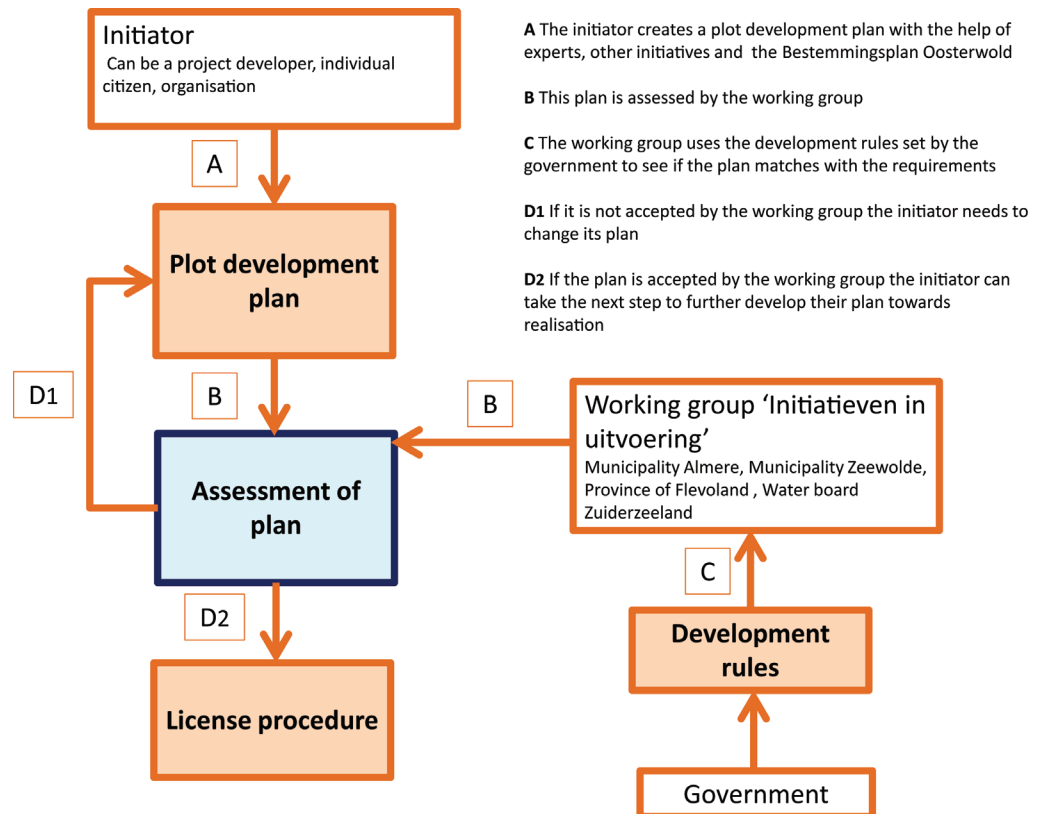 Initiator
Can be a project developer, individual
citizen, organisation
A The initiator creates a plot development plan with the help of
experts, other initiatives and the Bestemmingsplan Oosterwold
B This plan is assessed by the working group
C The working group uses the development rules set by the
government to see if the plan matches with the requirements
D1 If it is not accepted by the working group the initiator needs to
change its plan
D2 If the plan is accepted by the working group the initiator can
take the next step to further develop their plan towards
realisation
A
Plot development
plan
D1
B
B
Working group ‘Initiatieven in
uitvoering’
Municipality Almere, Municipality Zeewolde,
Province of Flevoland , Water board
Zuiderzeeland
Assessment of
plan
C
D2
Development
rules
License procedure
Government